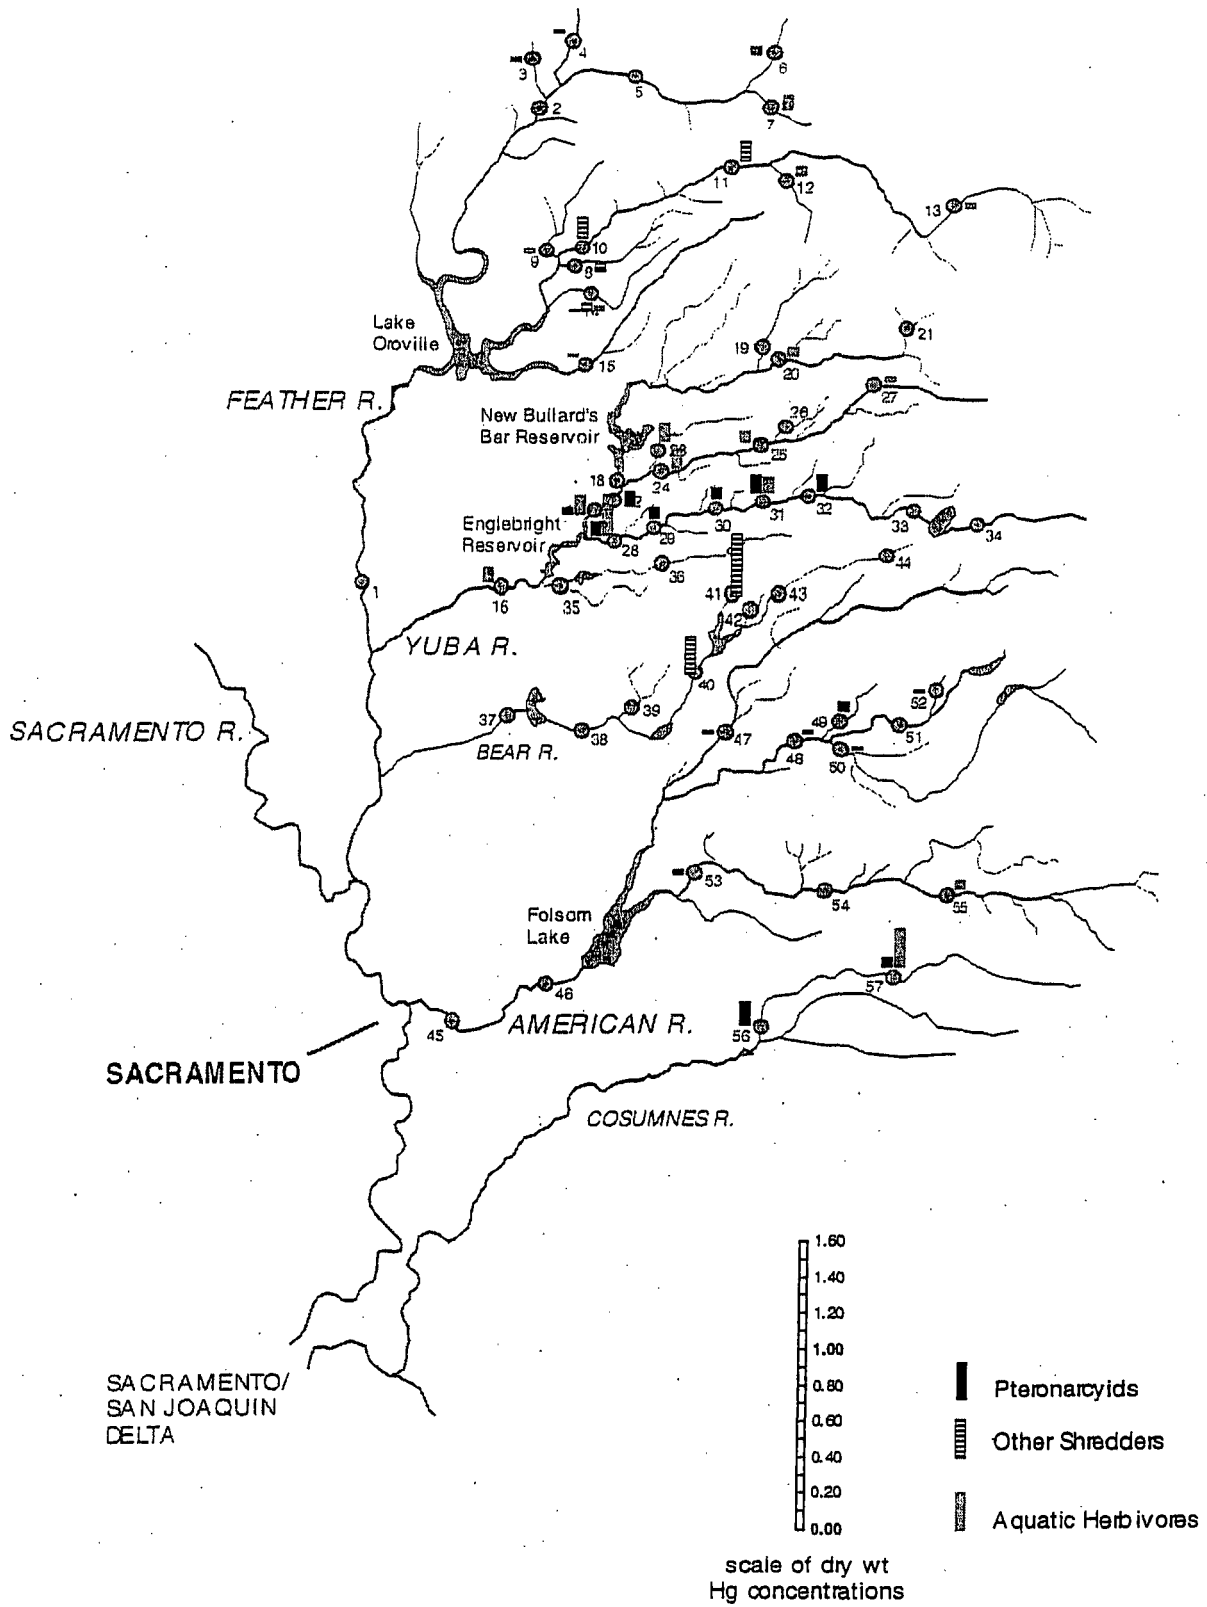 4
3
6
5
2
7
11
12
13
10
9
8
Lake
Oroville
15
19
20
21
FEATHER R.
New Bullard's
Bar Reservoir
27
26
25
18
24
Englebright
Reservoir
30
31
32
33
34
29
28
36
44
1
16
35
41
43
42
YUBA R.
40
SACRAMENTO R.
37
39
38
BEAR R.
47
49
52
48
51
50
53
54
55
Folsom
Lake
57
46
45
AMERICAN R.
56
SACRAMENTO
COSUMNES R.
1.60
1.40
1.20
1.00
0.80
0.60
0.40
0.20
0.00
SACRAMENTO/
SAN JOAQUIN
DELTA
Pteronarcyids
Other Shredders
Aquatic Herbivores
scale of dry wt
Hg concentrations